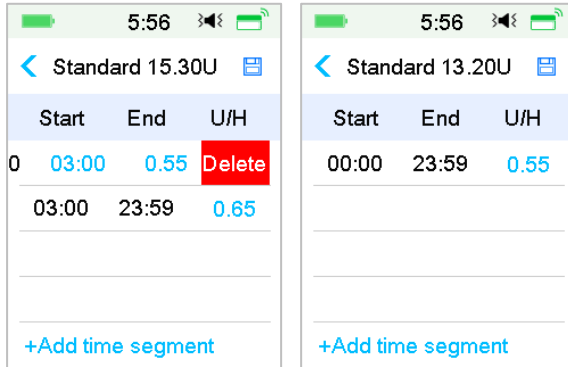 5:56
Standard 15.30U
Start End U/H
0 03:00 0.55 Delete
03:00 23:59 0.65
+Add time segment
5:56
Standard 13.20U
Start End U/H
00:00 23:59 0.55
+Add time segment